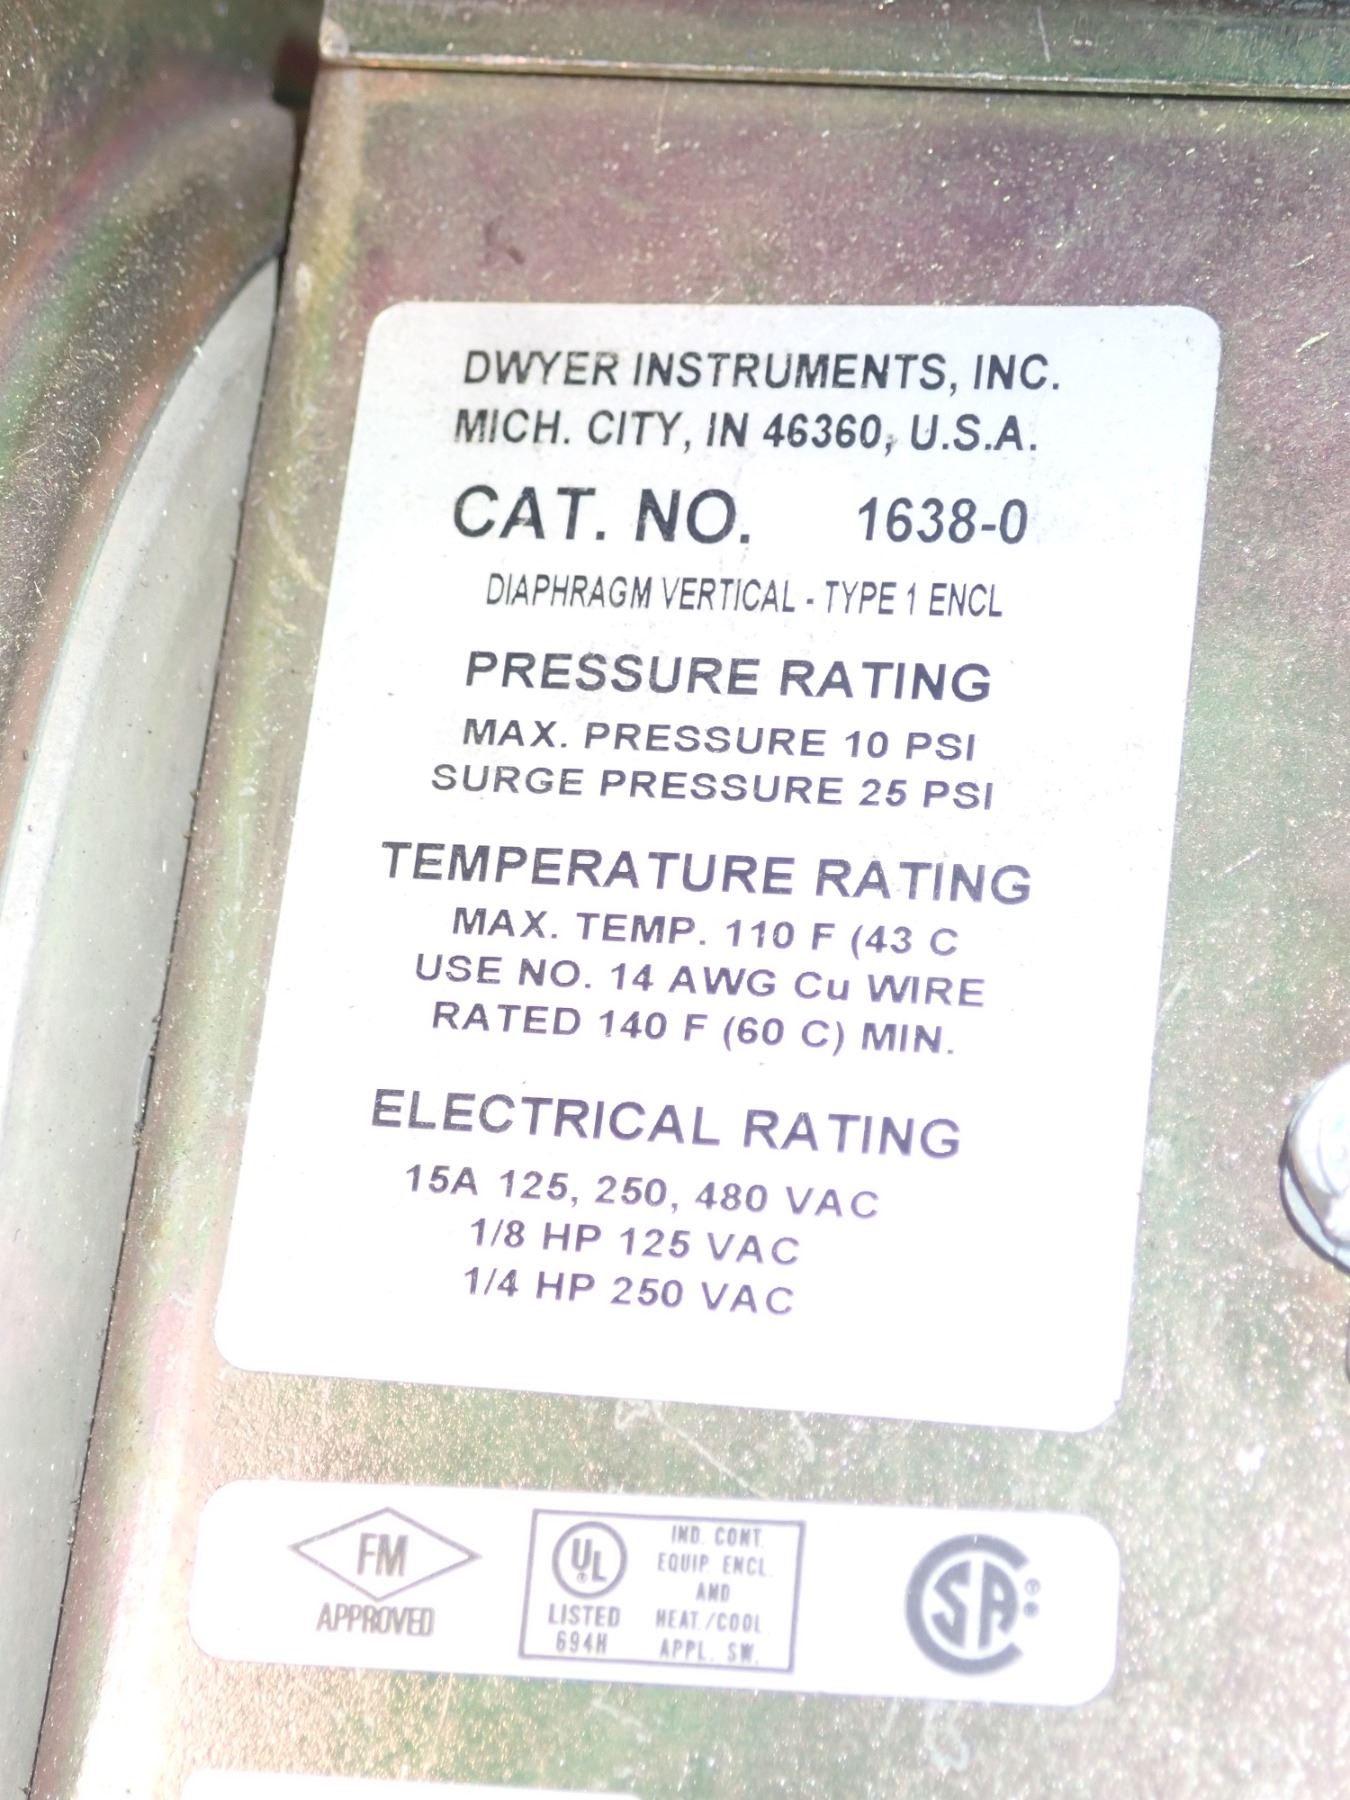 DWYER INSTRUMENTS, INC.
MICH. CITY, IN 46360, U.S.A.
CAT. NO. 1638-0
DIAPHRAGM VERTICAL - TYPE 1 ENCL
PRESSURE RATING
MAX. PRESSURE 10 PSI
SURGE PRESSURE 25 PSI
TEMPERATURE RATING
MAX. TEMP. 110 F (43 C
USE NO. 14 AWG Cu WIRE
RATED 140 F (60 C) MIN.
ELECTRICAL RATING
15A 125, 250, 480 VAC
1/8 HP 125 VAC
1/4 HP 250 VAC
FM
APPROVED
UL ®
LISTED
694H
IND. CONT.
EQUIP. ENCL.
AND
HEAT./COOL.
APPL. SW.
SA ®